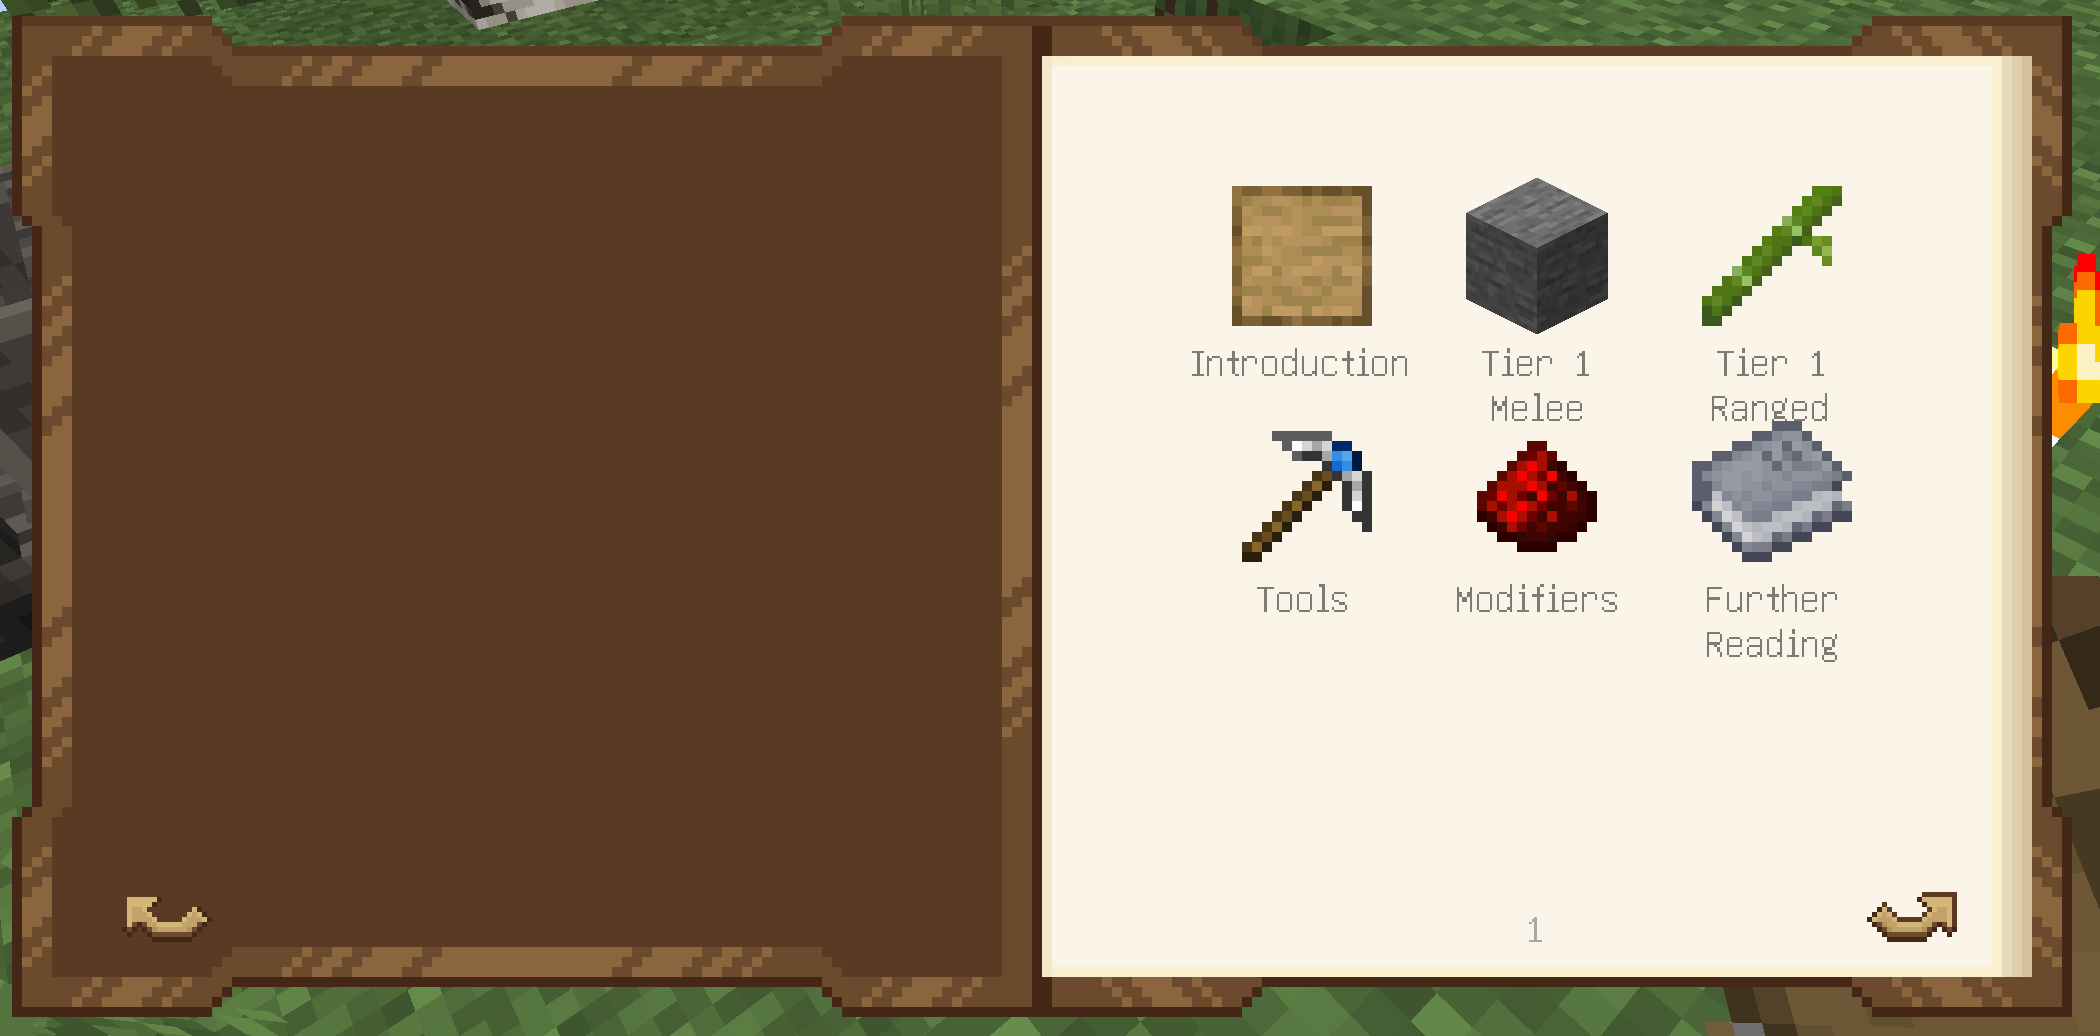 Introduction
Tier 1
Melee
Tier 1
Ranged
Tools
Modifiers
Further
Reading
1